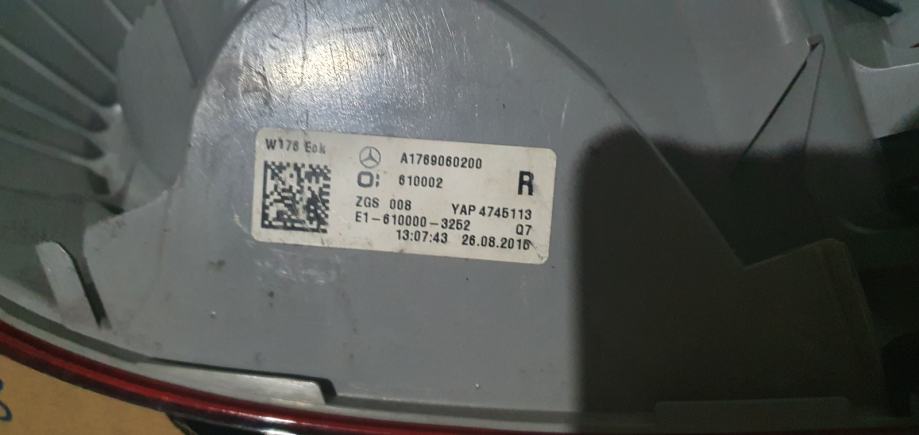 W176 Eck
A1769060200
610002
R
ZGS 008
YAP 4745113
E1-610000-3252
Q7
13:07:43 26.08.2016